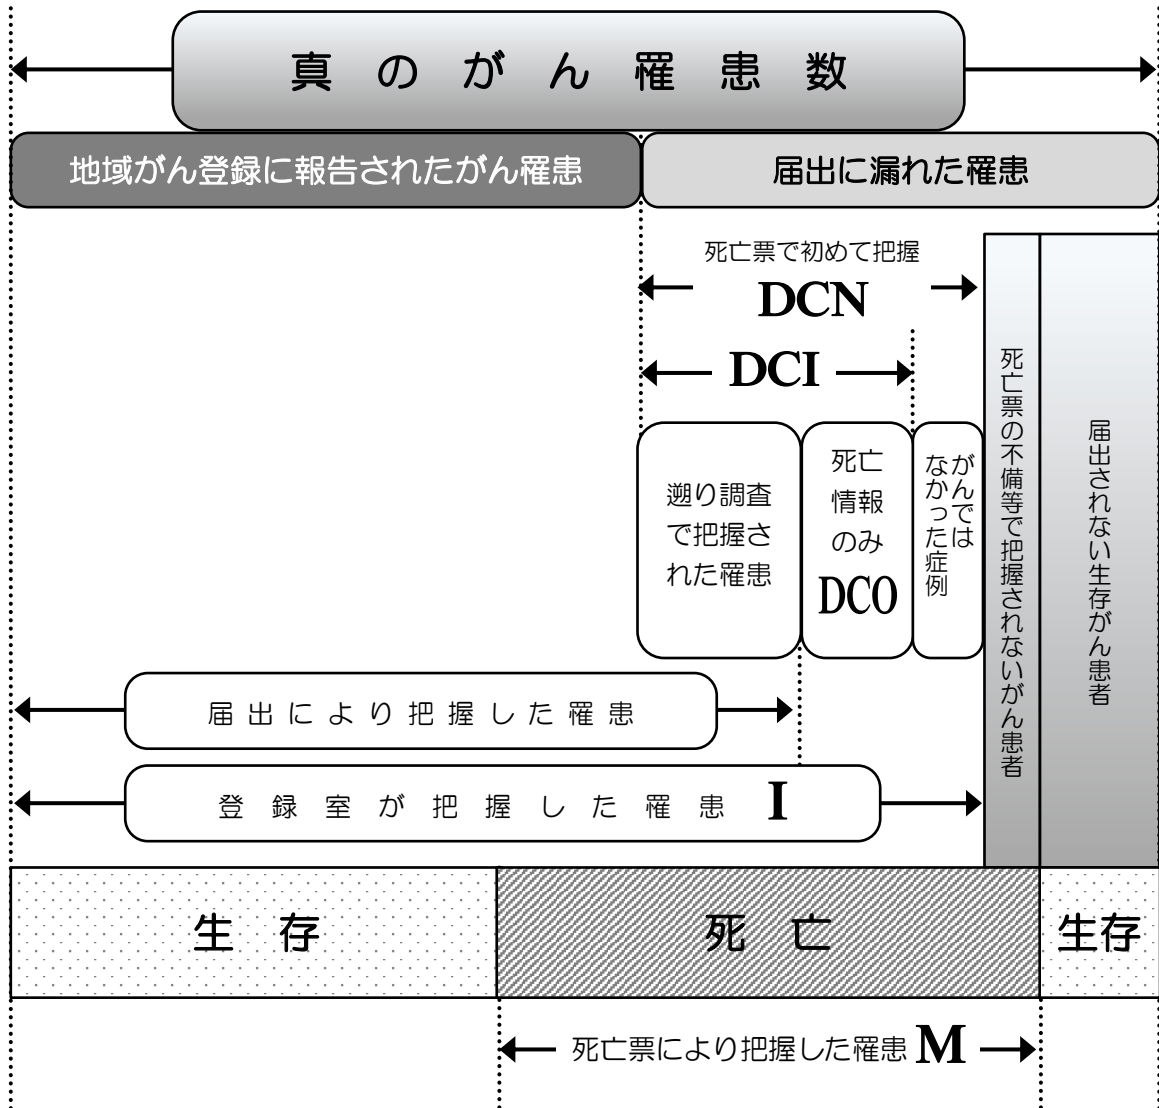 真のがん罹患数
地域がん登録に報告されたがん罹患
届出に漏れた罹患
死亡票で初めて把握
DCN
DCI
遡り調査
で把握さ
れた罹患
死亡
情報
のみ
DCO
がんでは
なかった症例
死亡票の不備等で把握されないがん患者
届出されない生存がん患者
届出により把握した罹患
登録室が把握した罹患 I
生存
死亡
生存
死亡票により把握した罹患 M